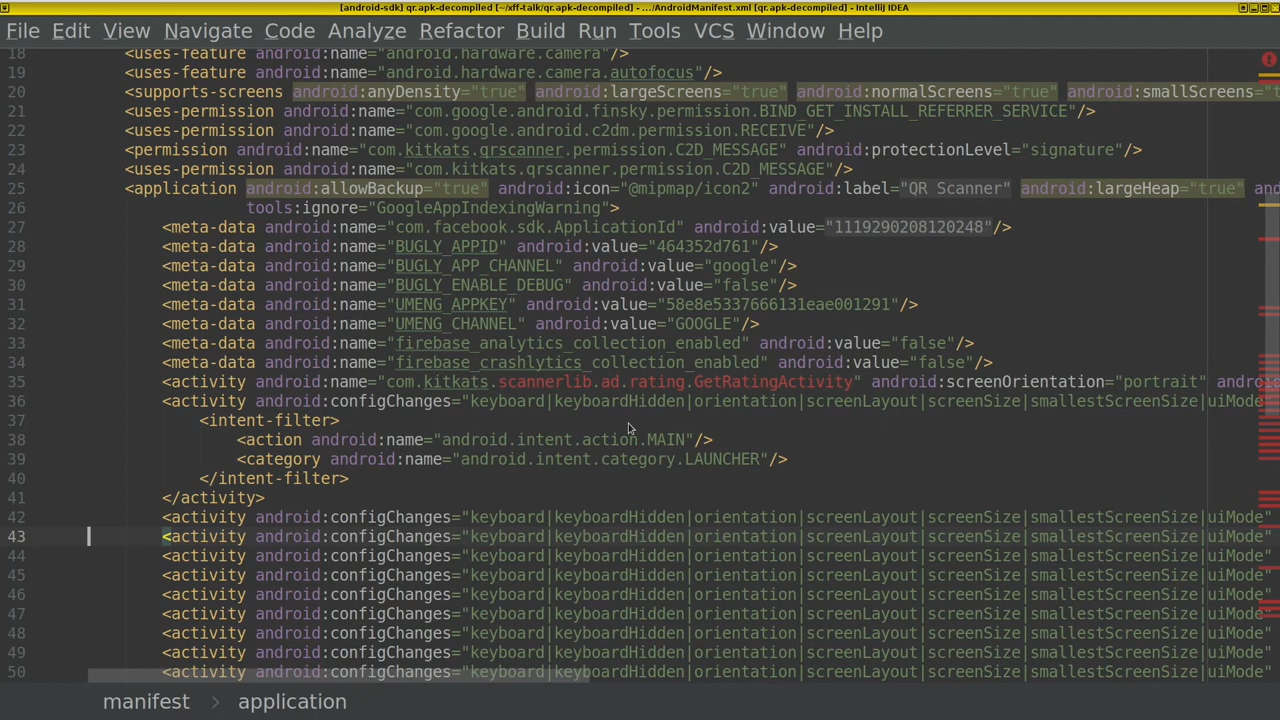 [android-sdk] qr.apk-decompiled [~/xff-talk/qr.apk-decompiled] - .../AndroidManifest.xml [qr.apk-decompiled] - IntelliJ IDEA
File Edit View Navigate Code Analyze Refactor Build Run Tools VCS Window Help
18 <uses-feature android:name="android.hardware.camera"/>
19 <uses-feature android:name="android.hardware.camera.autofocus"/>
20 <supports-screens android:anyDensity="true" android:largeScreens="true" android:normalScreens="true" android:smallScreens="t
21 <uses-permission android:name="com.google.android.finsky.permission.BIND_GET_INSTALL_REFERRER_SERVICE"/>
22 <uses-permission android:name="com.google.android.c2dm.permission.RECEIVE"/>
23 <permission android:name="com.kitkats.qrscanner.permission.C2D_MESSAGE" android:protectionLevel="signature"/>
24 <uses-permission android:name="com.kitkats.qrscanner.permission.C2D_MESSAGE"/>
25 <application android:allowBackup="true" android:icon="@mipmap/icon2" android:label="QR Scanner" android:largeHeap="true" and
26 tools:ignore="GoogleAppIndexingWarning">
27 <meta-data android:name="com.facebook.sdk.ApplicationId" android:value="1119290208120248"/>
28 <meta-data android:name="BUGLY_APPID" android:value="464352d761"/>
29 <meta-data android:name="BUGLY_APP_CHANNEL" android:value="google"/>
30 <meta-data android:name="BUGLY_ENABLE_DEBUG" android:value="false"/>
31 <meta-data android:name="UMENG_APPKEY" android:value="58e8e5337666131eae001291"/>
32 <meta-data android:name="UMENG_CHANNEL" android:value="GOOGLE"/>
33 <meta-data android:name="firebase_analytics_collection_enabled" android:value="false"/>
34 <meta-data android:name="firebase_crashlytics_collection_enabled" android:value="false"/>
35 <activity android:name="com.kitkats.scannerlib.ad.rating.GetRatingActivity" android:screenOrientation="portrait" androi
36 <activity android:configChanges="keyboard|keyboardHidden|orientation|screenLayout|screenSize|smallestScreenSize|uiMode"
37 <intent-filter>
38 <action android:name="android.intent.action.MAIN"/>
39 <category android:name="android.intent.category.LAUNCHER"/>
40 </intent-filter>
41 </activity>
42 <activity android:configChanges="keyboard|keyboardHidden|orientation|screenLayout|screenSize|smallestScreenSize|uiMode"
43 <activity android:configChanges="keyboard|keyboardHidden|orientation|screenLayout|screenSize|smallestScreenSize|uiMode"
44 <activity android:configChanges="keyboard|keyboardHidden|orientation|screenLayout|screenSize|smallestScreenSize|uiMode"
45 <activity android:configChanges="keyboard|keyboardHidden|orientation|screenLayout|screenSize|smallestScreenSize|uiMode"
46 <activity android:configChanges="keyboard|keyboardHidden|orientation|screenLayout|screenSize|smallestScreenSize|uiMode"
47 <activity android:configChanges="keyboard|keyboardHidden|orientation|screenLayout|screenSize|smallestScreenSize|uiMode"
48 <activity android:configChanges="keyboard|keyboardHidden|orientation|screenLayout|screenSize|smallestScreenSize|uiMode"
49 <activity android:configChanges="keyboard|keyboardHidden|orientation|screenLayout|screenSize|smallestScreenSize|uiMode"
50 <activity android:configChanges="keyboard|keyboardHidden|orientation|screenLayout|screenSize|smallestScreenSize|uiMode"
manifest > application